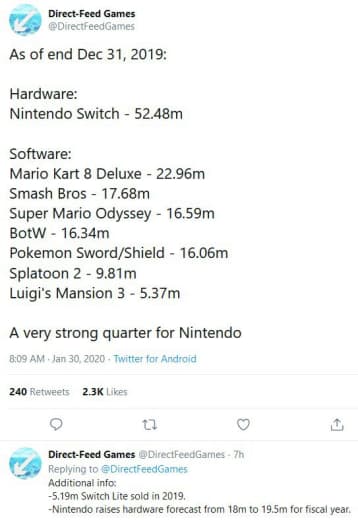 Direct-Feed Games
@DirectFeedGames
As of end Dec 31, 2019:
Hardware:
Nintendo Switch - 52.48m
Software:
Mario Kart 8 Deluxe - 22.96m
Smash Bros - 17.68m
Super Mario Odyssey - 16.59m
BotW - 16.34m
Pokemon Sword/Shield - 16.06m
Splatoon 2 - 9.81m
Luigi's Mansion 3 - 5.37m
A very strong quarter for Nintendo
8:09 AM · Jan 30, 2020 · Twitter for Android
240 Retweets 2.3K Likes
Direct-Feed Games @DirectFeedGames · 7h
Replying to @DirectFeedGames
Additional info:
-5.19m Switch Lite sold in 2019.
-Nintendo raises hardware forecast from 18m to 19.5m for fiscal year.